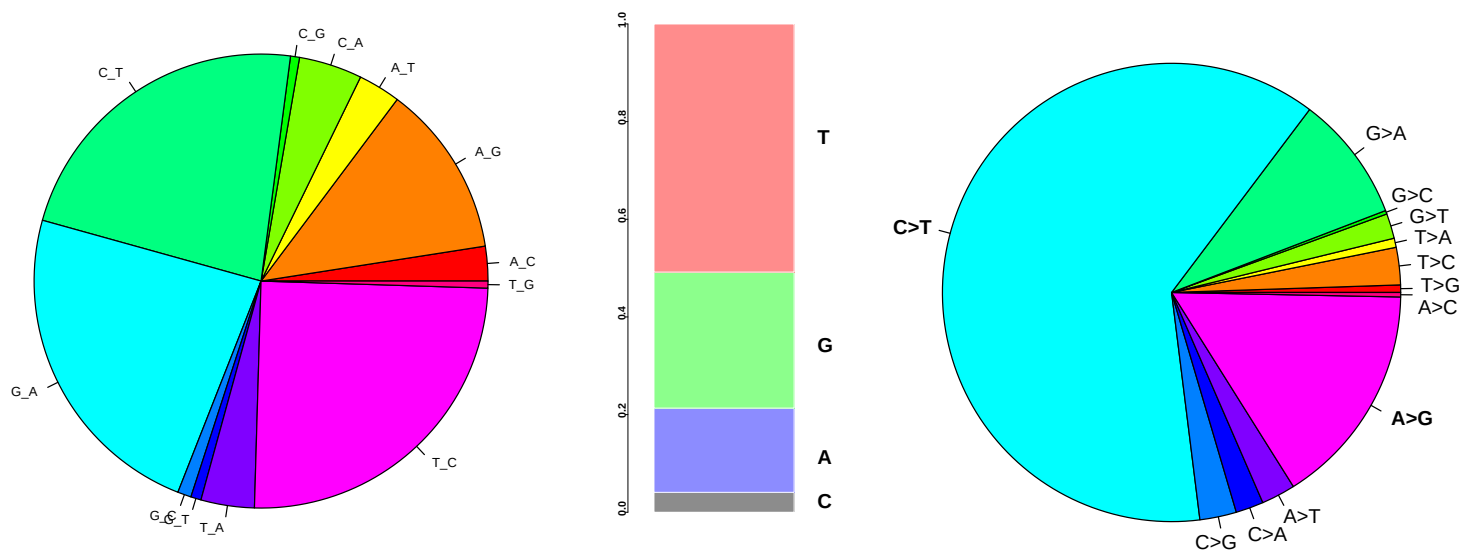 C_G
C_A
C_T
A_T
A_G
A_C
T_G
G_A
T_C
G_C
G_T
T_A
1.0
0.8
0.6
0.4
0.2
0.0
T
G
A
C
G>A
G>C
G>T
T>A
T>C
T>G
A>C
C>T
A>G
A>T
C>A
C>G